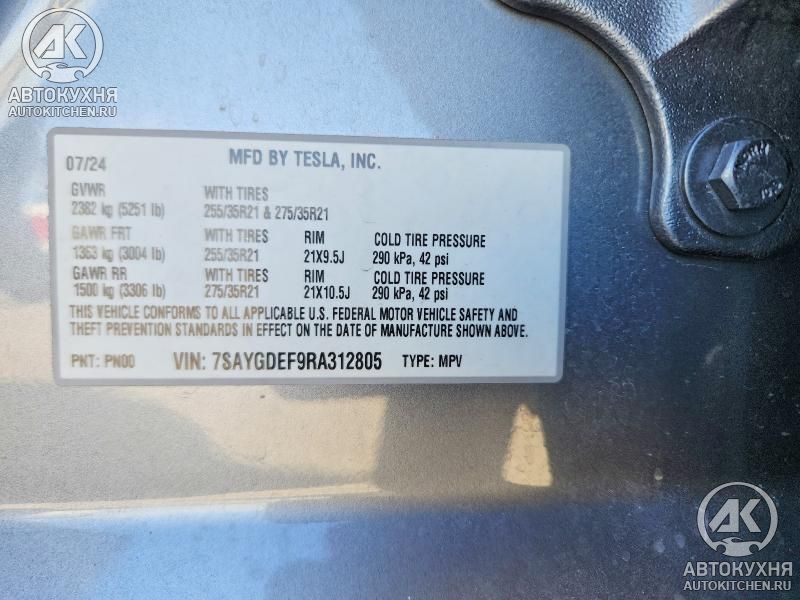 АК
АВТОКУХНЯ
AUTOKITCHEN.RU
07/24 MFD BY TESLA, INC.
GVWR WITH TIRES
2382 kg (5251 lb) 255/35R21 & 275/35R21
GAWR FRT WITH TIRES RIM COLD TIRE PRESSURE
1363 kg (3004 lb) 255/35R21 21X9.5J 290 kPa, 42 psi
GAWR RR WITH TIRES RIM COLD TIRE PRESSURE
1500 kg (3306 lb) 275/35R21 21X10.5J 290 kPa, 42 psi
THIS VEHICLE CONFORMS TO ALL APPLICABLE U.S. FEDERAL MOTOR VEHICLE SAFETY AND
THEFT PREVENTION STANDARDS IN EFFECT ON THE DATE OF MANUFACTURE SHOWN ABOVE.
PNT: PN00 VIN: 7SAYGDEF9RA312805 TYPE: MPV
АК
АВТОКУХНЯ
AUTOKITCHEN.RU